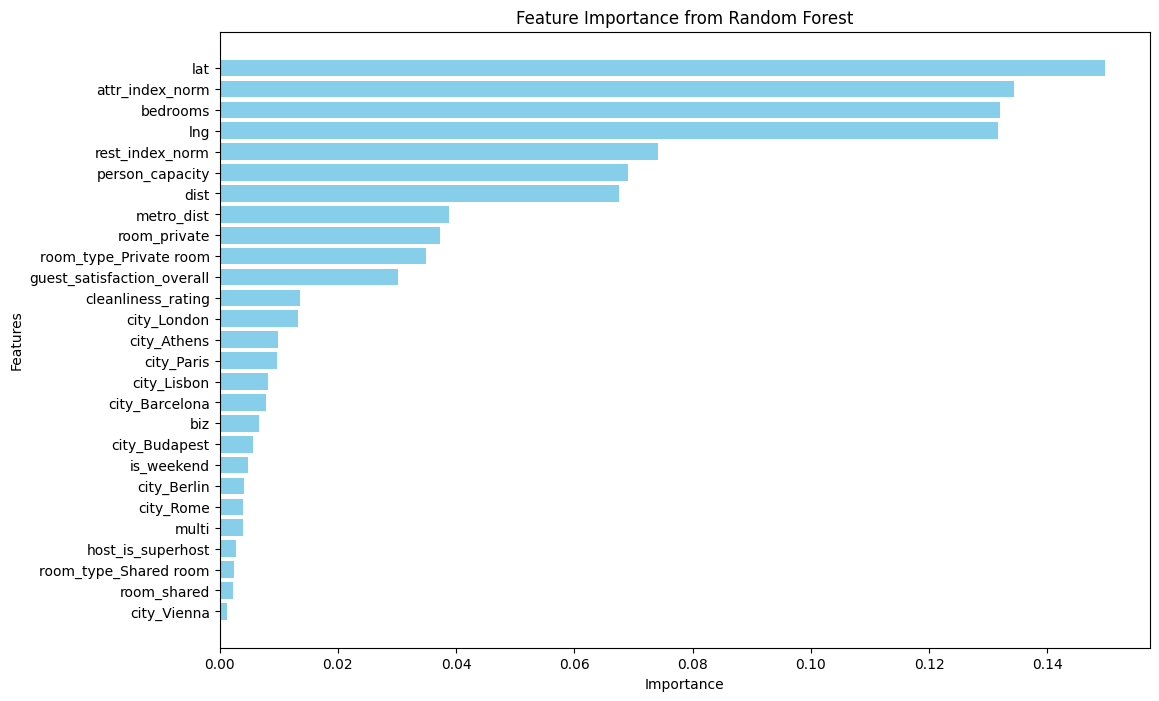 Feature Importance from Random Forest
lat
attr_index_norm
bedrooms
lng
rest_index_norm
person_capacity
dist
metro_dist
room_private
room_type_Private room
guest_satisfaction_overall
cleanliness_rating
city_London
city_Athens
city_Paris
city_Lisbon
city_Barcelona
biz
city_Budapest
is_weekend
city_Berlin
city_Rome
multi
host_is_superhost
room_type_Shared room
room_shared
city_Vienna
Features
0.00 0.02 0.04 0.06 0.08 0.10 0.12 0.14
Importance